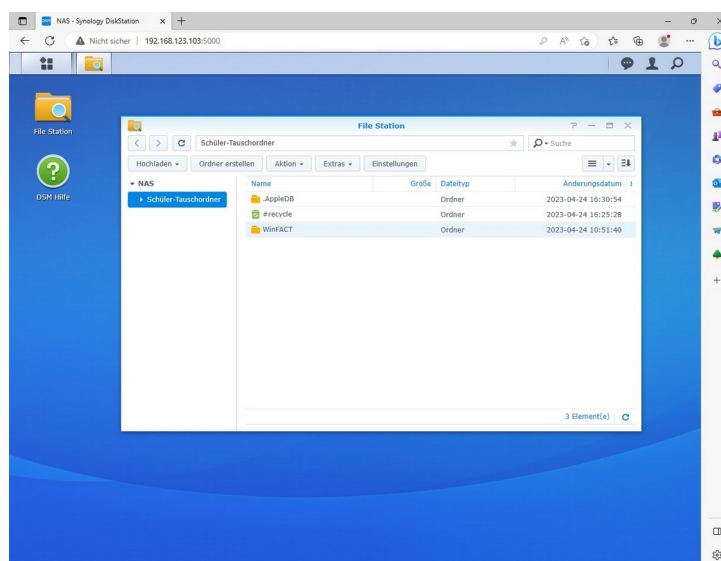 NAS - Synology DiskStation
Nicht sicher | 192.168.123.103:5000
File Station
DSM Hilfe
File Station
Schüler-Tauschordner
Suche
Hochladen
Ordner erstellen
Aktion
Extras
Einstellungen
NAS
Schüler-Tauschordner
Name Größe Dateityp Änderungsdatum
.AppleDB Ordner 2023-04-24 16:30:54
#recycle Ordner 2023-04-24 16:25:28
WinFACT Ordner 2023-04-24 10:51:40
3 Element(e)